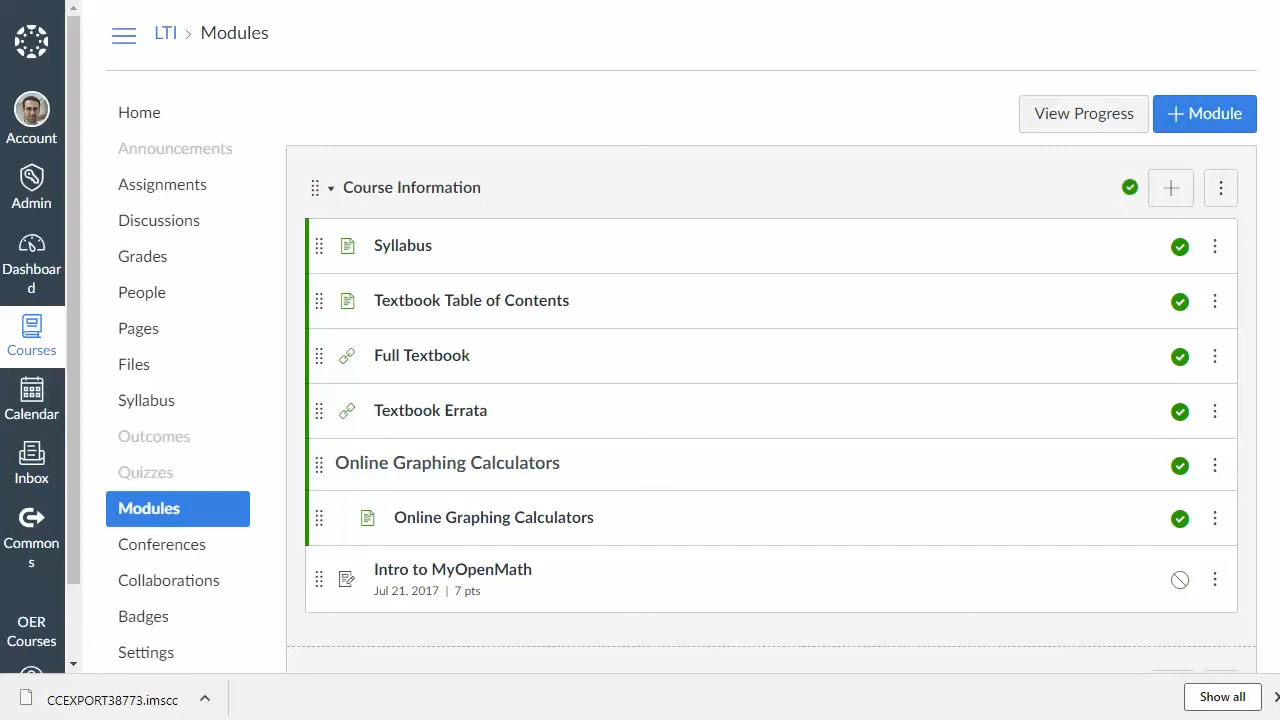 LTI › Modules
Account
Admin
Dashboar
d
Courses
Calendar
Inbox
Common
s
OER
Courses
Home
Announcements
Assignments
Discussions
Grades
People
Pages
Files
Syllabus
Outcomes
Quizzes
Modules
Conferences
Collaborations
Badges
Settings
View Progress
+ Module
Course Information
Syllabus
Textbook Table of Contents
Full Textbook
Textbook Errata
Online Graphing Calculators
Online Graphing Calculators
Intro to MyOpenMath
Jul 21, 2017 | 7 pts
CCEXPORT38773.imscc
Show all